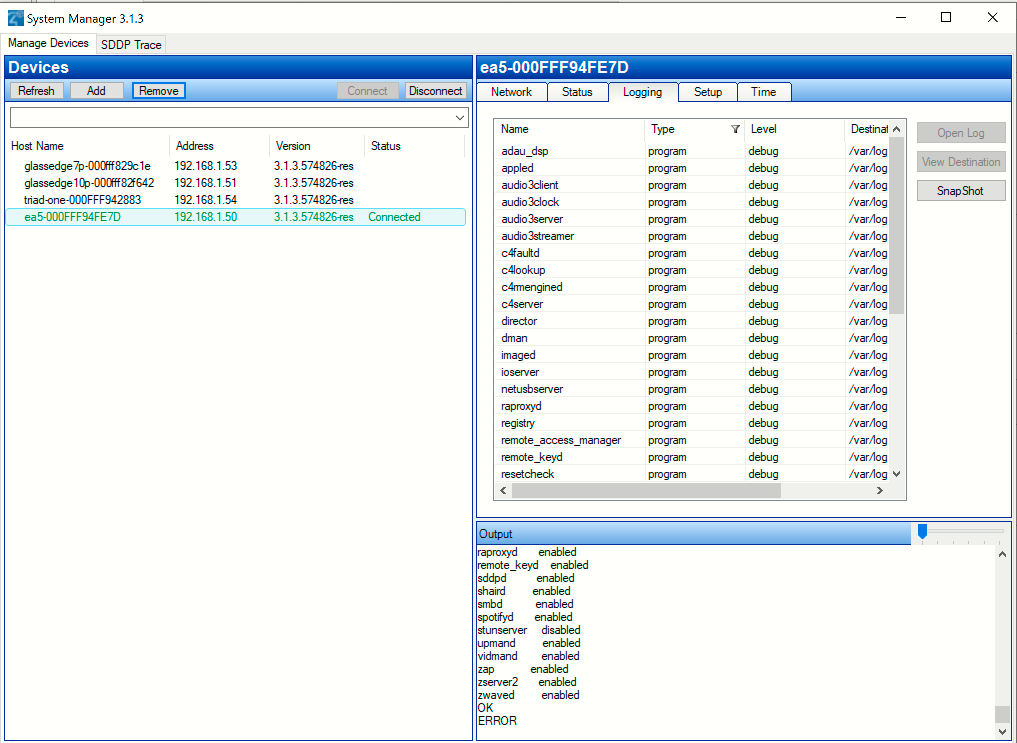 System Manager 3.1.3
Manage Devices SDDP Trace
Devices
Refresh Add Remove Connect Disconnect
Host Name Address Version Status
glassedge7p-000fff829c1e 192.168.1.53 3.1.3.574826-res
glassedge10p-000fff82f642 192.168.1.51 3.1.3.574826-res
triad-one-000FFF942883 192.168.1.54 3.1.3.574826-res
ea5-000FFF94FE7D 192.168.1.50 3.1.3.574826-res Connected
ea5-000FFF94FE7D
Network Status Logging Setup Time
Name Type Level Destinat
adau_dsp program debug /var/log
appled program debug /var/log
audio3client program debug /var/log
audio3clock program debug /var/log
audio3server program debug /var/log
audio3streamer program debug /var/log
c4faultd program debug /var/log
c4lookup program debug /var/log
c4mengined program debug /var/log
c4server program debug /var/log
director program debug /var/log
dman program debug /var/log
imaged program debug /var/log
ioserver program debug /var/log
netusbserver program debug /var/log
raproxyd program debug /var/log
registry program debug /var/log
remote_access_manager program debug /var/log
remote_keyd program debug /var/log
resetcheck program debug /var/log
Open Log
View Destination
SnapShot
Output
raproxyd enabled
remote_keyd enabled
sddpd enabled
shaird enabled
smbd enabled
spotifyd enabled
stunserver disabled
upmand enabled
vidmand enabled
zap enabled
zserver2 enabled
zwaved enabled
OK
ERROR